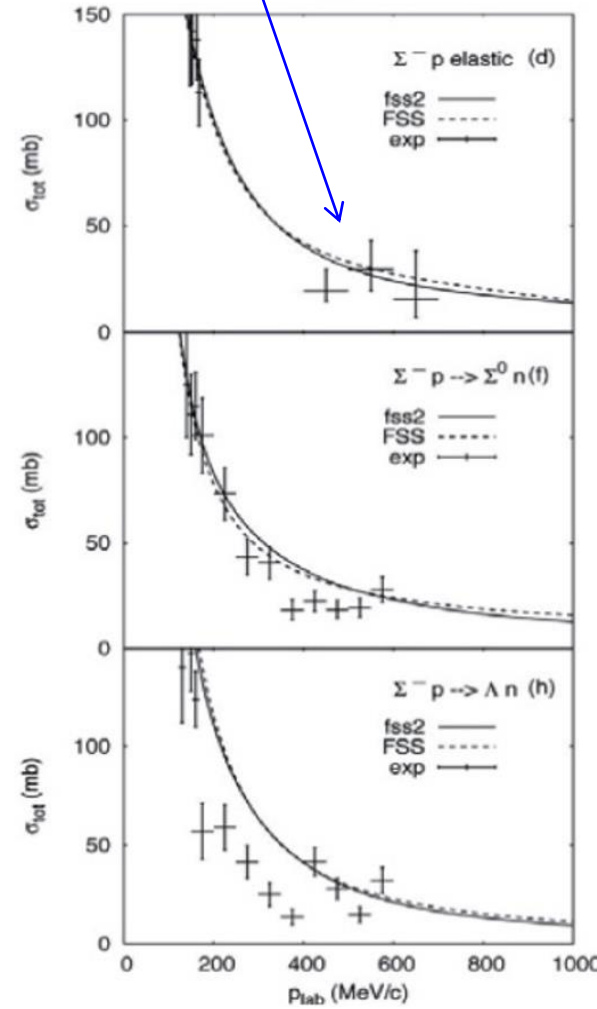 150
100
50
0
σtot (mb)
Σ⁻ p elastic (d)
fss2
FSS
exp
100
50
0
σtot (mb)
Σ⁻ p --> Σ⁰ n (f)
fss2
FSS
exp
100
50
0
σtot (mb)
Σ⁻ p --> Λ n (h)
fss2
FSS
exp
0 200 400 600 800 1000
plab (MeV/c)